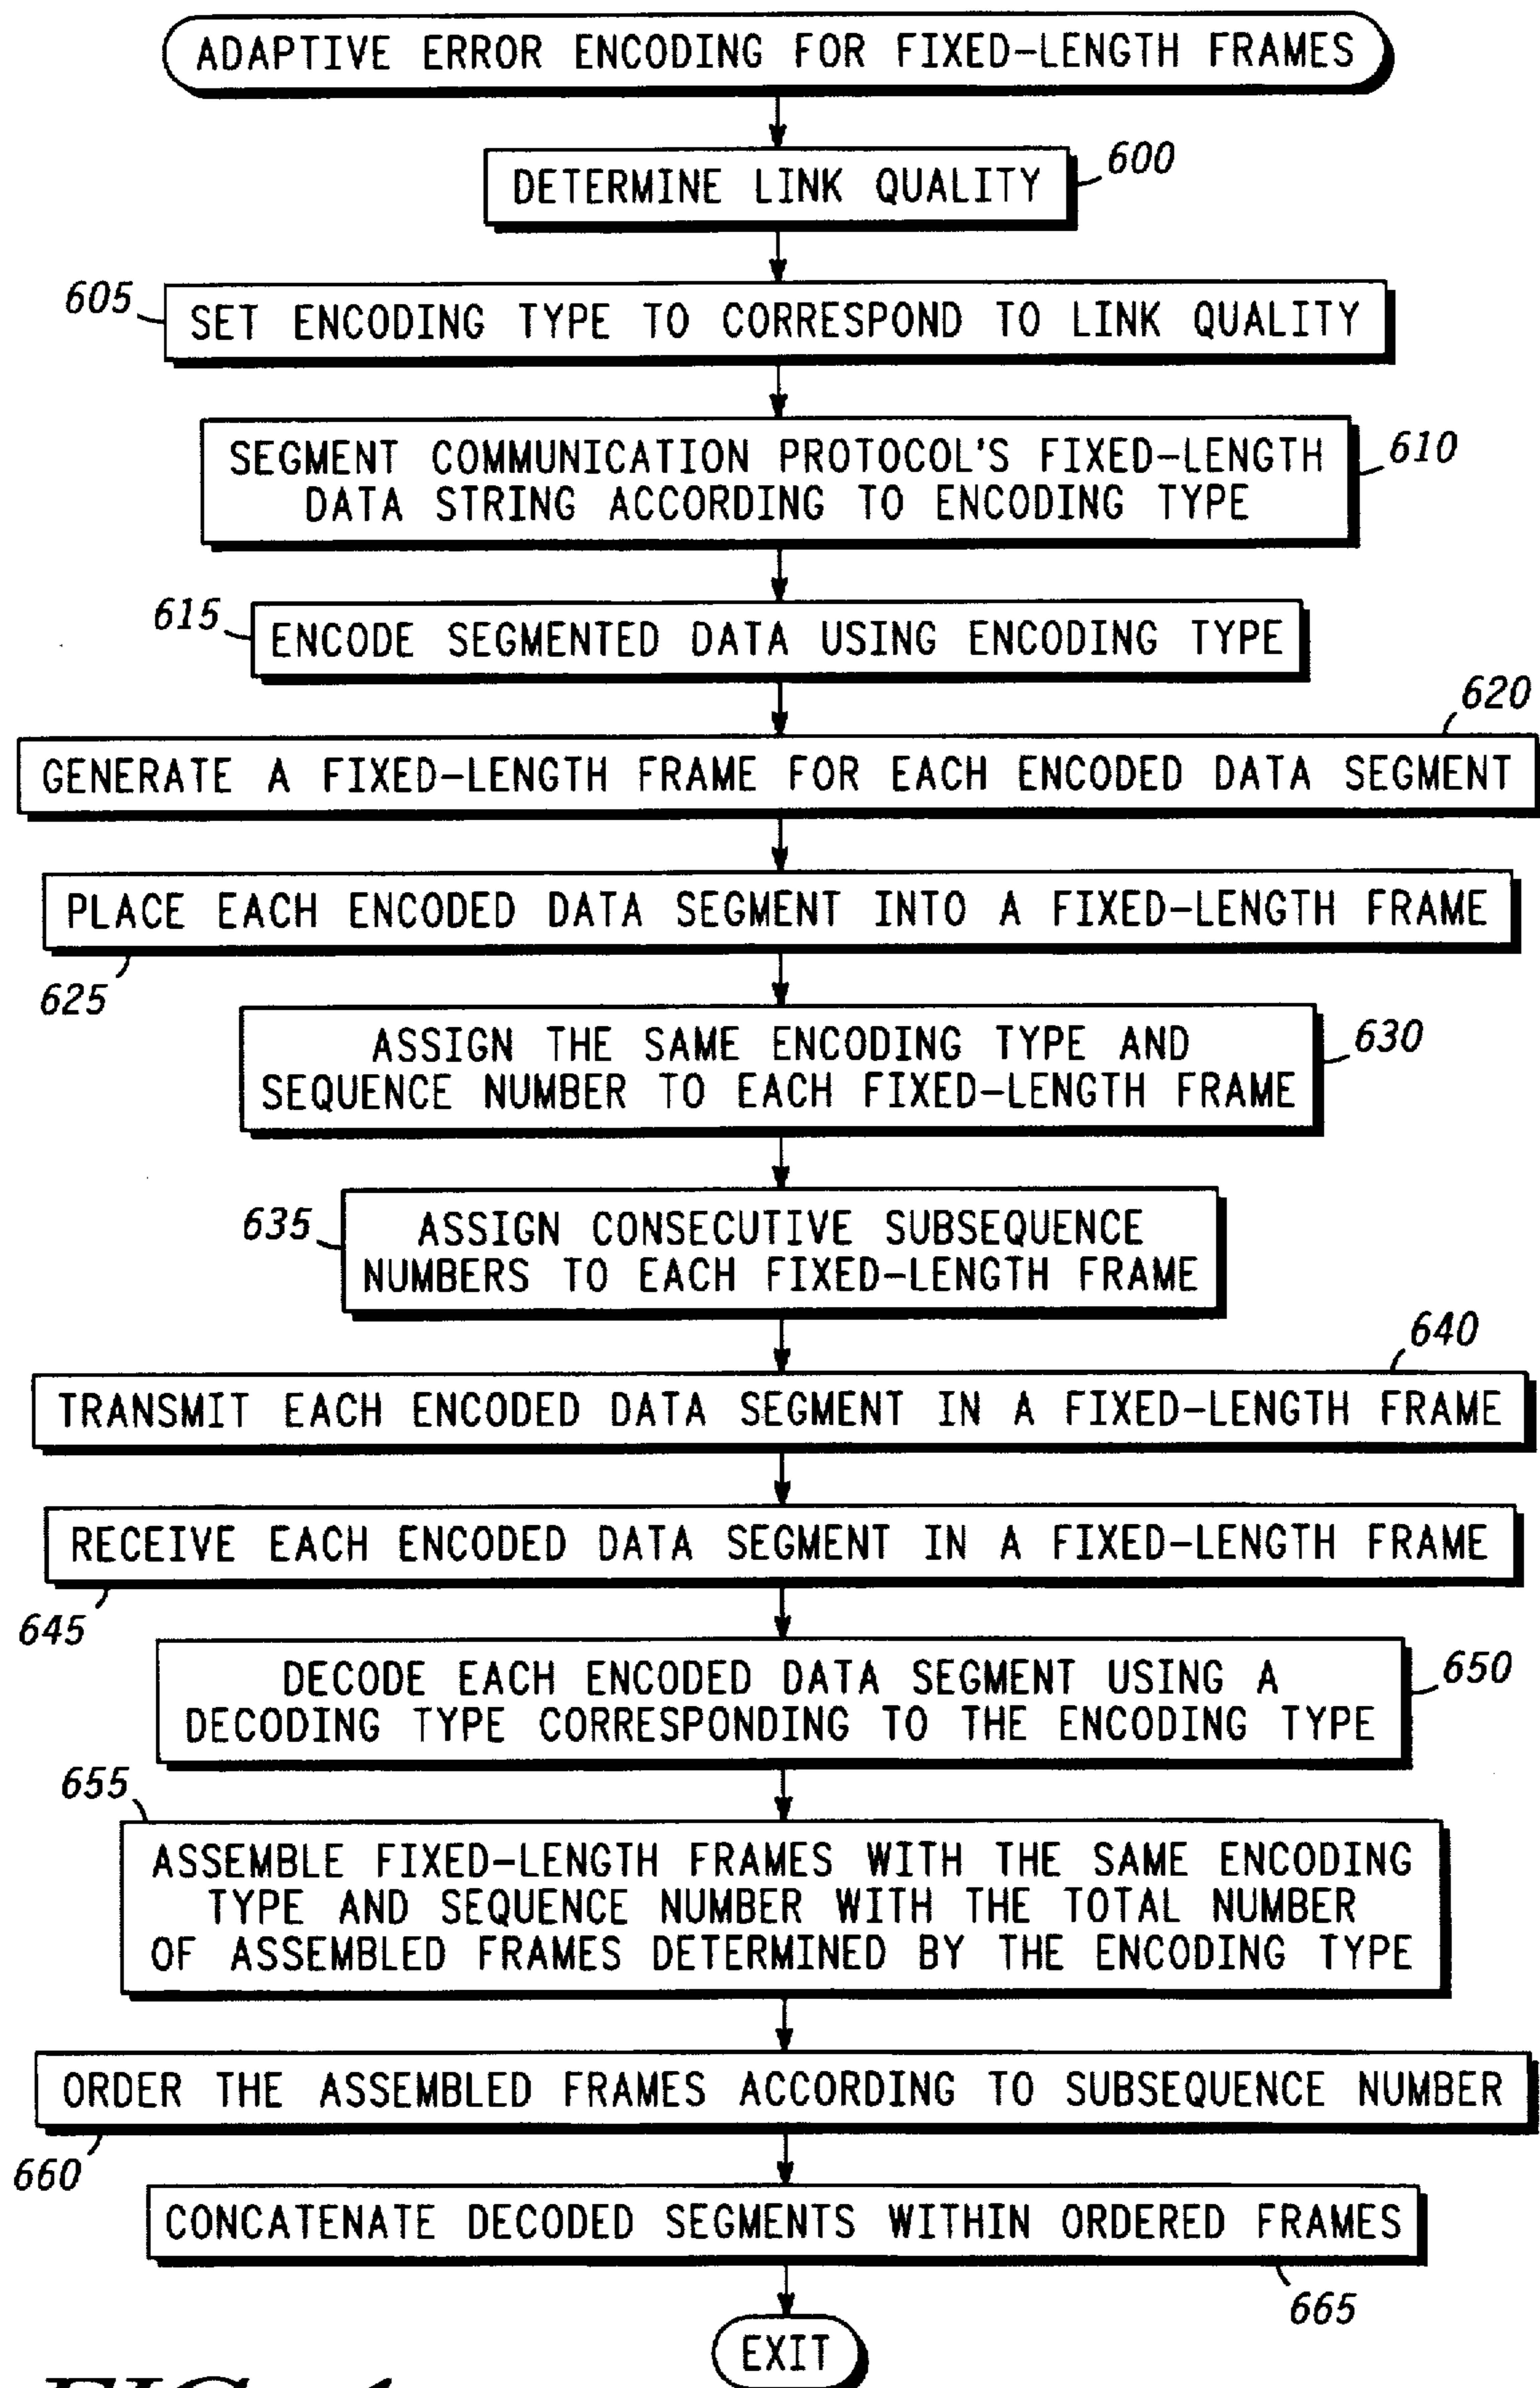 ADAPTIVE ERROR ENCODING FOR FIXED-LENGTH FRAMES
DETERMINE LINK QUALITY
600
605
SET ENCODING TYPE TO CORRESPOND TO LINK QUALITY
SEGMENT COMMUNICATION PROTOCOL'S FIXED-LENGTH
DATA STRING ACCORDING TO ENCODING TYPE
610
615
ENCODE SEGMENTED DATA USING ENCODING TYPE
620
GENERATE A FIXED-LENGTH FRAME FOR EACH ENCODED DATA SEGMENT
PLACE EACH ENCODED DATA SEGMENT INTO A FIXED-LENGTH FRAME
625
ASSIGN THE SAME ENCODING TYPE AND
SEQUENCE NUMBER TO EACH FIXED-LENGTH FRAME
630
635
ASSIGN CONSECUTIVE SUBSEQUENCE
NUMBERS TO EACH FIXED-LENGTH FRAME
640
TRANSMIT EACH ENCODED DATA SEGMENT IN A FIXED-LENGTH FRAME
RECEIVE EACH ENCODED DATA SEGMENT IN A FIXED-LENGTH FRAME
645
DECODE EACH ENCODED DATA SEGMENT USING A
DECODING TYPE CORRESPONDING TO THE ENCODING TYPE
650
655
ASSEMBLE FIXED-LENGTH FRAMES WITH THE SAME ENCODING
TYPE AND SEQUENCE NUMBER WITH THE TOTAL NUMBER
OF ASSEMBLED FRAMES DETERMINED BY THE ENCODING TYPE
ORDER THE ASSEMBLED FRAMES ACCORDING TO SUBSEQUENCE NUMBER
660
CONCATENATE DECODED SEGMENTS WITHIN ORDERED FRAMES
665
EXIT